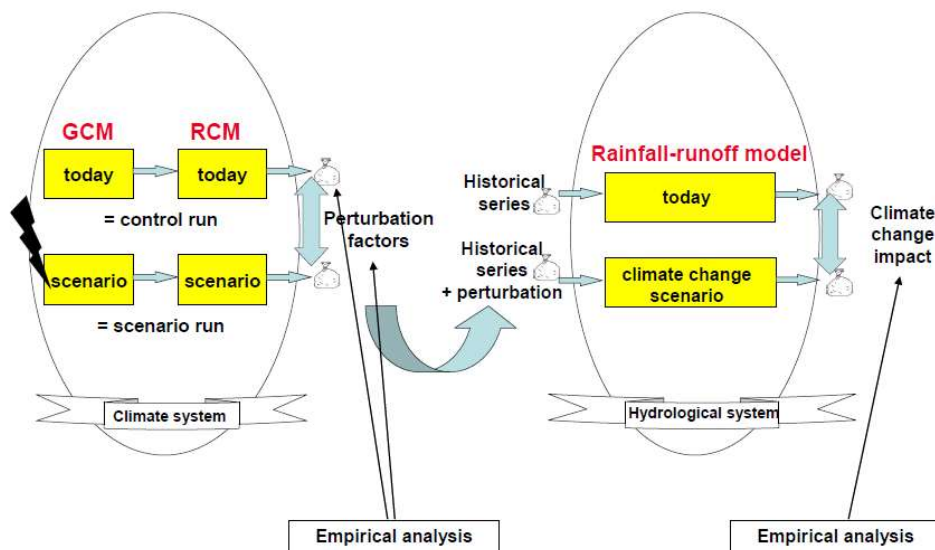 GCM
RCM
today
today
= control run
scenario
scenario
= scenario run
Perturbation
factors
Climate system
Rainfall-runoff model
Historical
series
today
Historical
series
+ perturbation
climate change
scenario
Climate
change
impact
Hydrological system
Empirical analysis
Empirical analysis